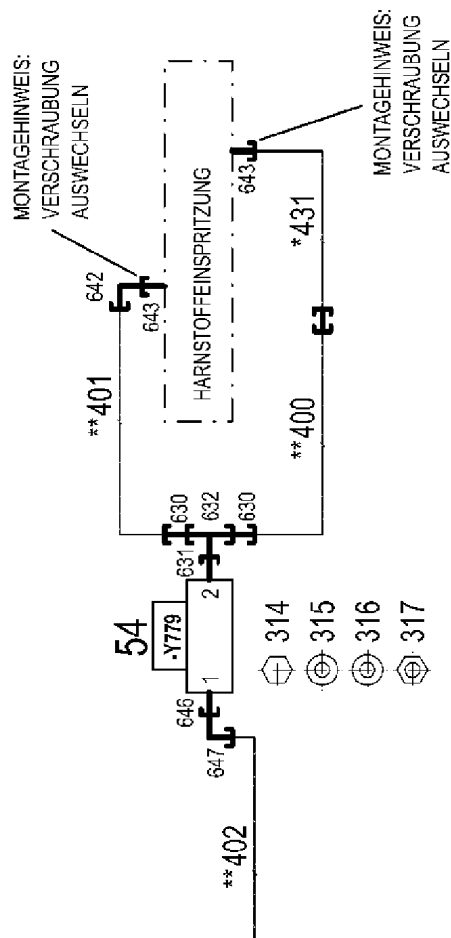 MONTAGEHINWEIS:
VERSCHRAUBUNG
AUSWECHSELN
642
643
**401
HARNSTOFFEINSPRITZUNG
643
MONTAGEHINWEIS:
VERSCHRAUBUNG
AUSWECHSELN
*431
**400
630
632
630
631
54
-Y779
1
2
646
647
**402
314
315
316
317